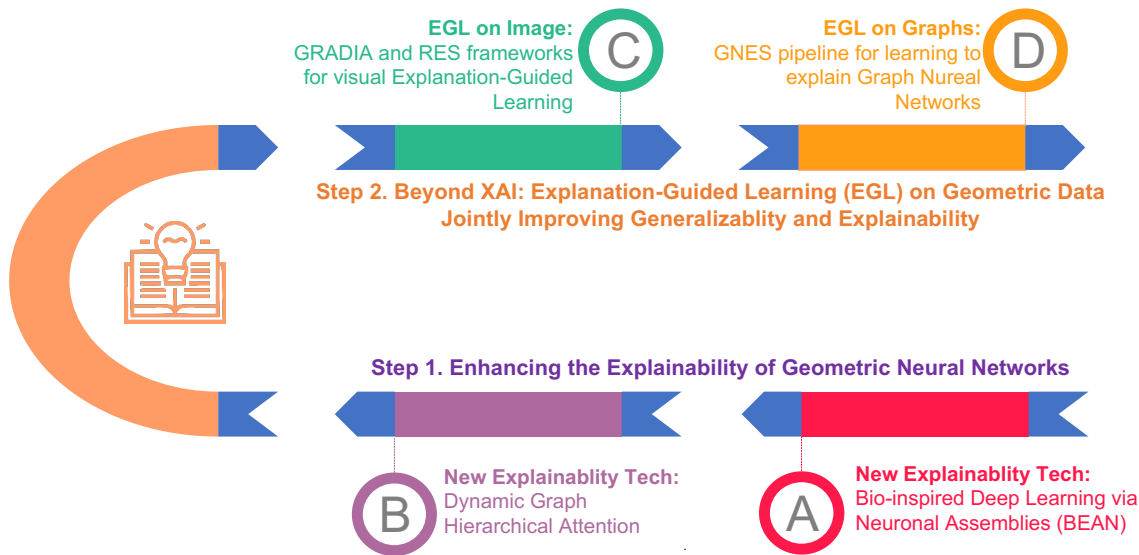 EGL on Image:
GRADIA and RES frameworks
for visual Explanation-Guided
Learning
C
EGL on Graphs:
GNES pipeline for learning to
explain Graph Nureal
Networks
D
Step 2. Beyond XAI: Explanation-Guided Learning (EGL) on Geometric Data
Jointly Improving Generalizablity and Explainability
Step 1. Enhancing the Explainability of Geometric Neural Networks
B
New Explainablity Tech:
Dynamic Graph
Hierarchical Attention
A
New Explainablity Tech:
Bio-inspired Deep Learning via
Neuronal Assemblies (BEAN)